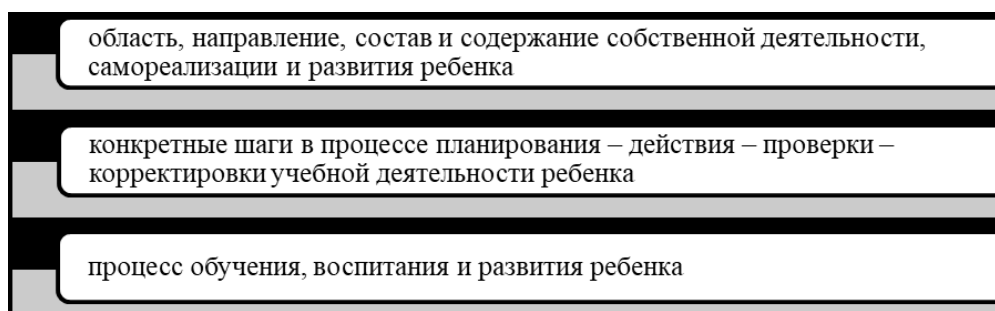 область, направление, состав и содержание собственной деятельности,
самореализации и развития ребенка
конкретные шаги в процессе планирования – действия – проверки –
корректировки учебной деятельности ребенка
процесс обучения, воспитания и развития ребенка